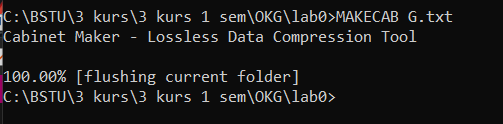 C:\BSTU\3 kurs\3 kurs 1 sem\OKG\lab0>MAKECAB G.txt
Cabinet Maker - Lossless Data Compression Tool
100.00% [flushing current folder]
C:\BSTU\3 kurs\3 kurs 1 sem\OKG\lab0>